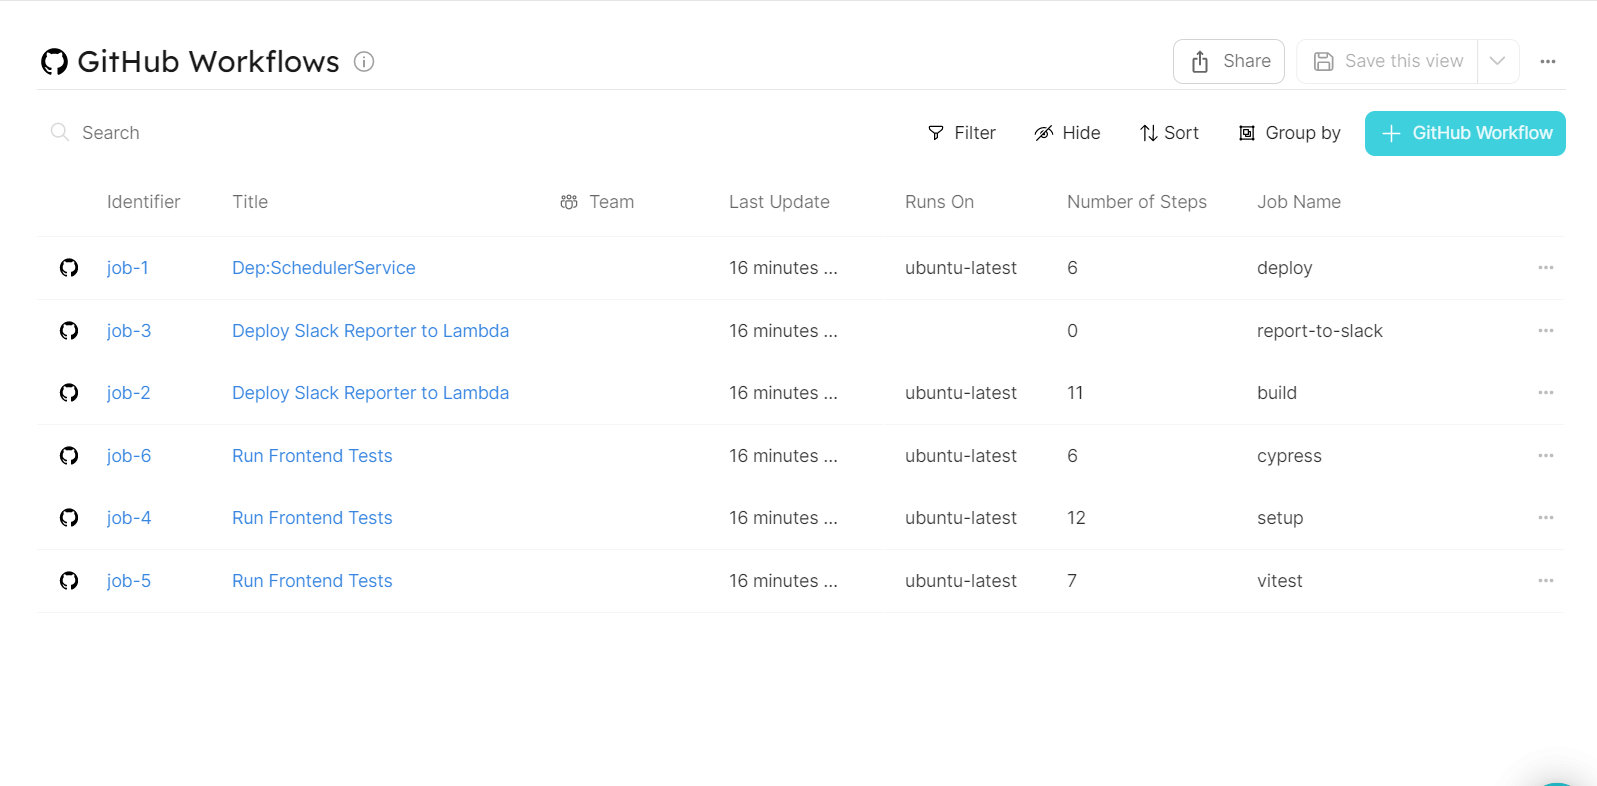 GitHub Workflows
Share
Save this view
Search
Filter
Hide
Sort
Group by
GitHub Workflow
Identifier Title Team Last Update Runs On Number of Steps Job Name
job-1 Dep:SchedulerService 16 minutes ... ubuntu-latest 6 deploy
job-3 Deploy Slack Reporter to Lambda 16 minutes ... 0 report-to-slack
job-2 Deploy Slack Reporter to Lambda 16 minutes ... ubuntu-latest 11 build
job-6 Run Frontend Tests 16 minutes ... ubuntu-latest 6 cypress
job-4 Run Frontend Tests 16 minutes ... ubuntu-latest 12 setup
job-5 Run Frontend Tests 16 minutes ... ubuntu-latest 7 vitest